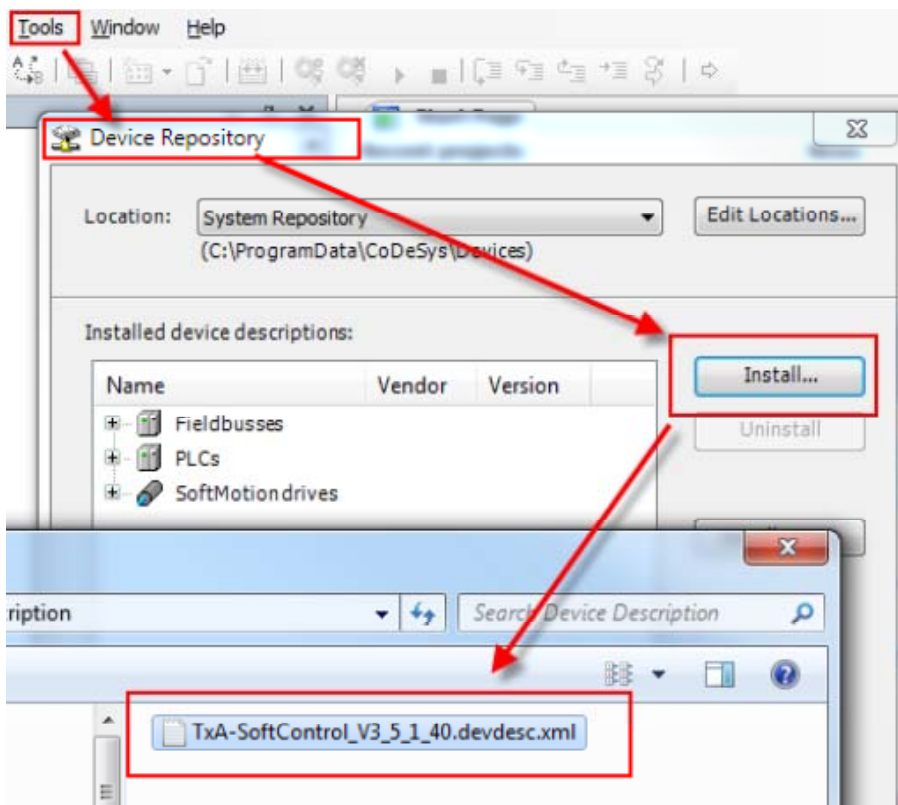 Tools Window Help
Device Repository
Location: System Repository Edit Locations...
(C:\ProgramData\CoDeSys\Devices)
Installed device descriptions:
Name Vendor Version Install...
Fieldbusses Uninstall
PLCs
SoftMotion drives
ription Search Device Description
TxA-SoftControl_V3_5_1_40.devdesc.xml